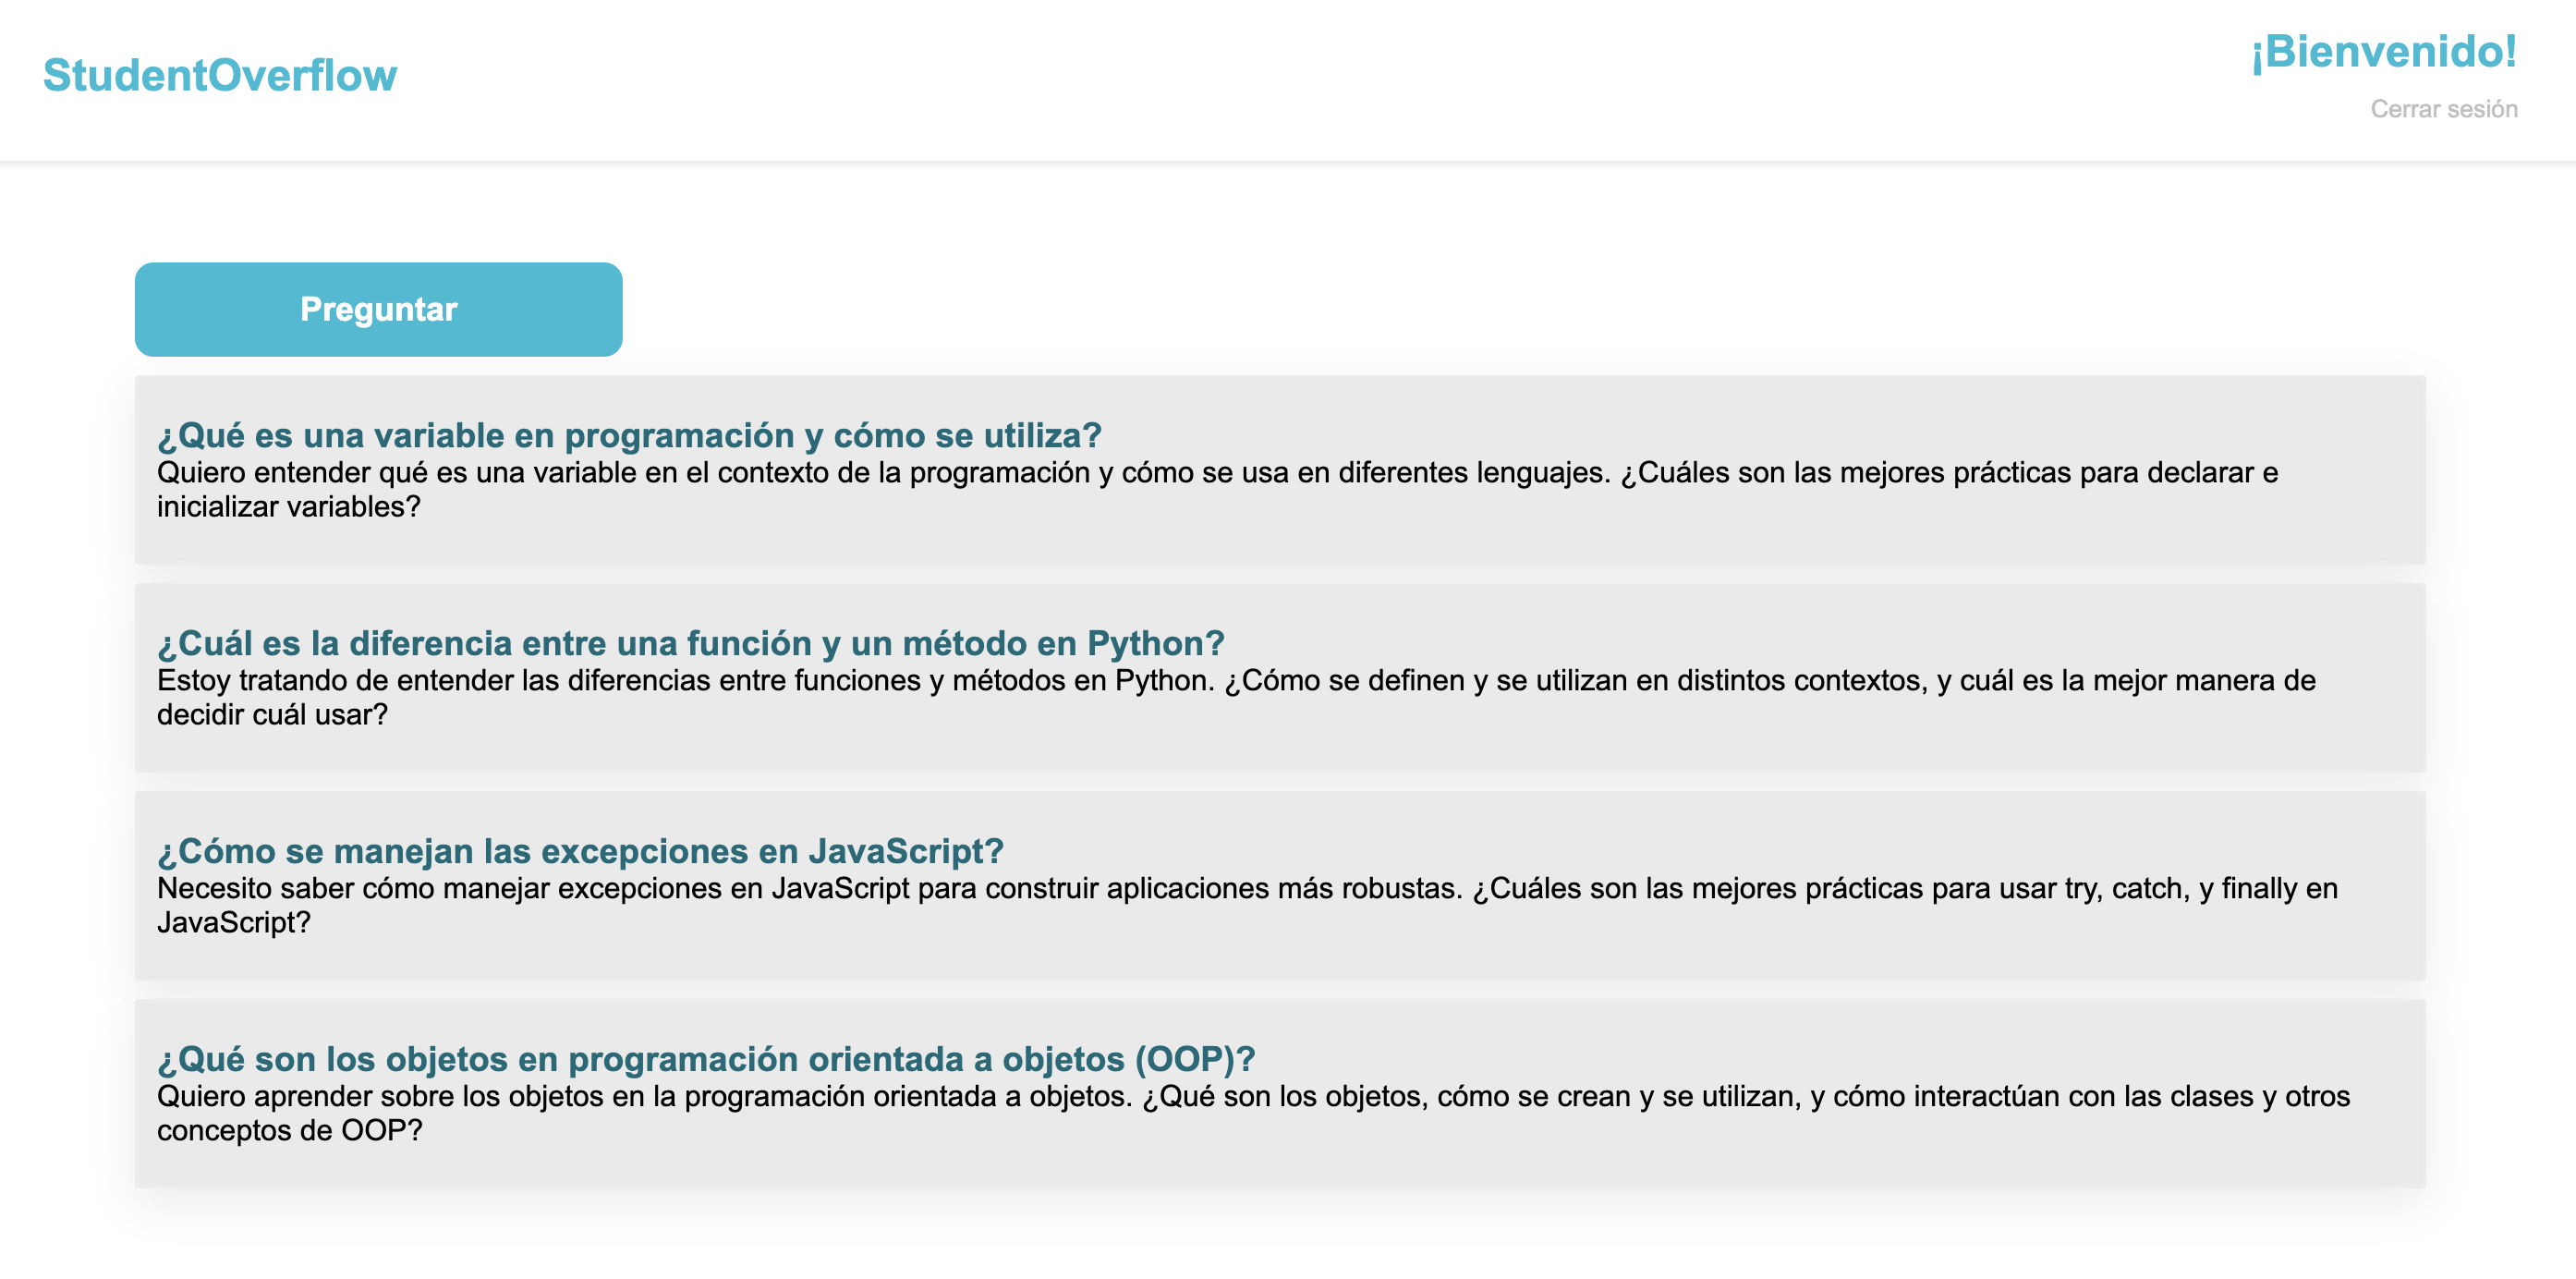 StudentOverflow
¡Bienvenido!
Cerrar sesión
Preguntar
¿Qué es una variable en programación y cómo se utiliza?
Quiero entender qué es una variable en el contexto de la programación y cómo se usa en diferentes lenguajes. ¿Cuáles son las mejores prácticas para declarar e
inicializar variables?
¿Cuál es la diferencia entre una función y un método en Python?
Estoy tratando de entender las diferencias entre funciones y métodos en Python. ¿Cómo se definen y se utilizan en distintos contextos, y cuál es la mejor manera de
decidir cuál usar?
¿Cómo se manejan las excepciones en JavaScript?
Necesito saber cómo manejar excepciones en JavaScript para construir aplicaciones más robustas. ¿Cuáles son las mejores prácticas para usar try, catch, y finally en
JavaScript?
¿Qué son los objetos en programación orientada a objetos (OOP)?
Quiero aprender sobre los objetos en la programación orientada a objetos. ¿Qué son los objetos, cómo se crean y se utilizan, y cómo interactúan con las clases y otros
conceptos de OOP?